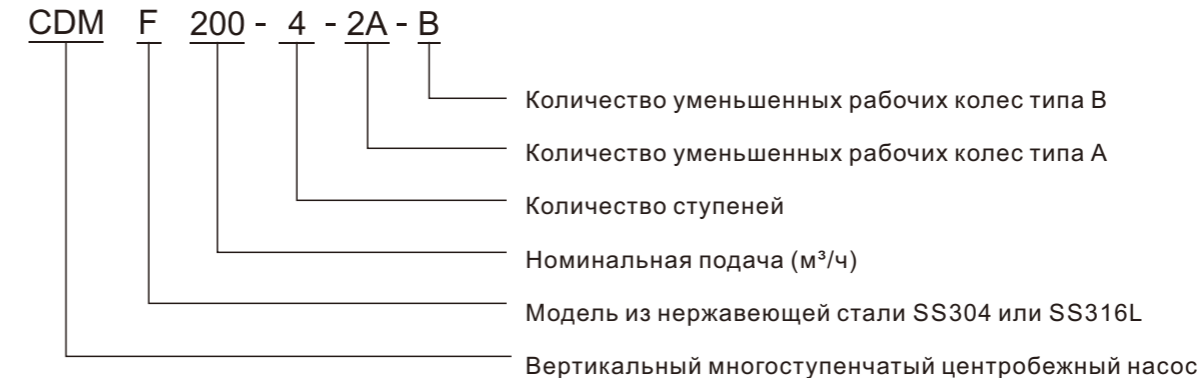 CDM F 200 - 4 - 2A - B
Количество уменьшенных рабочих колес типа B
Количество уменьшенных рабочих колес типа A
Количество ступеней
Номинальная подача (м³/ч)
Модель из нержавеющей стали SS304 или SS316L
Вертикальный многоступенчатый центробежный насос